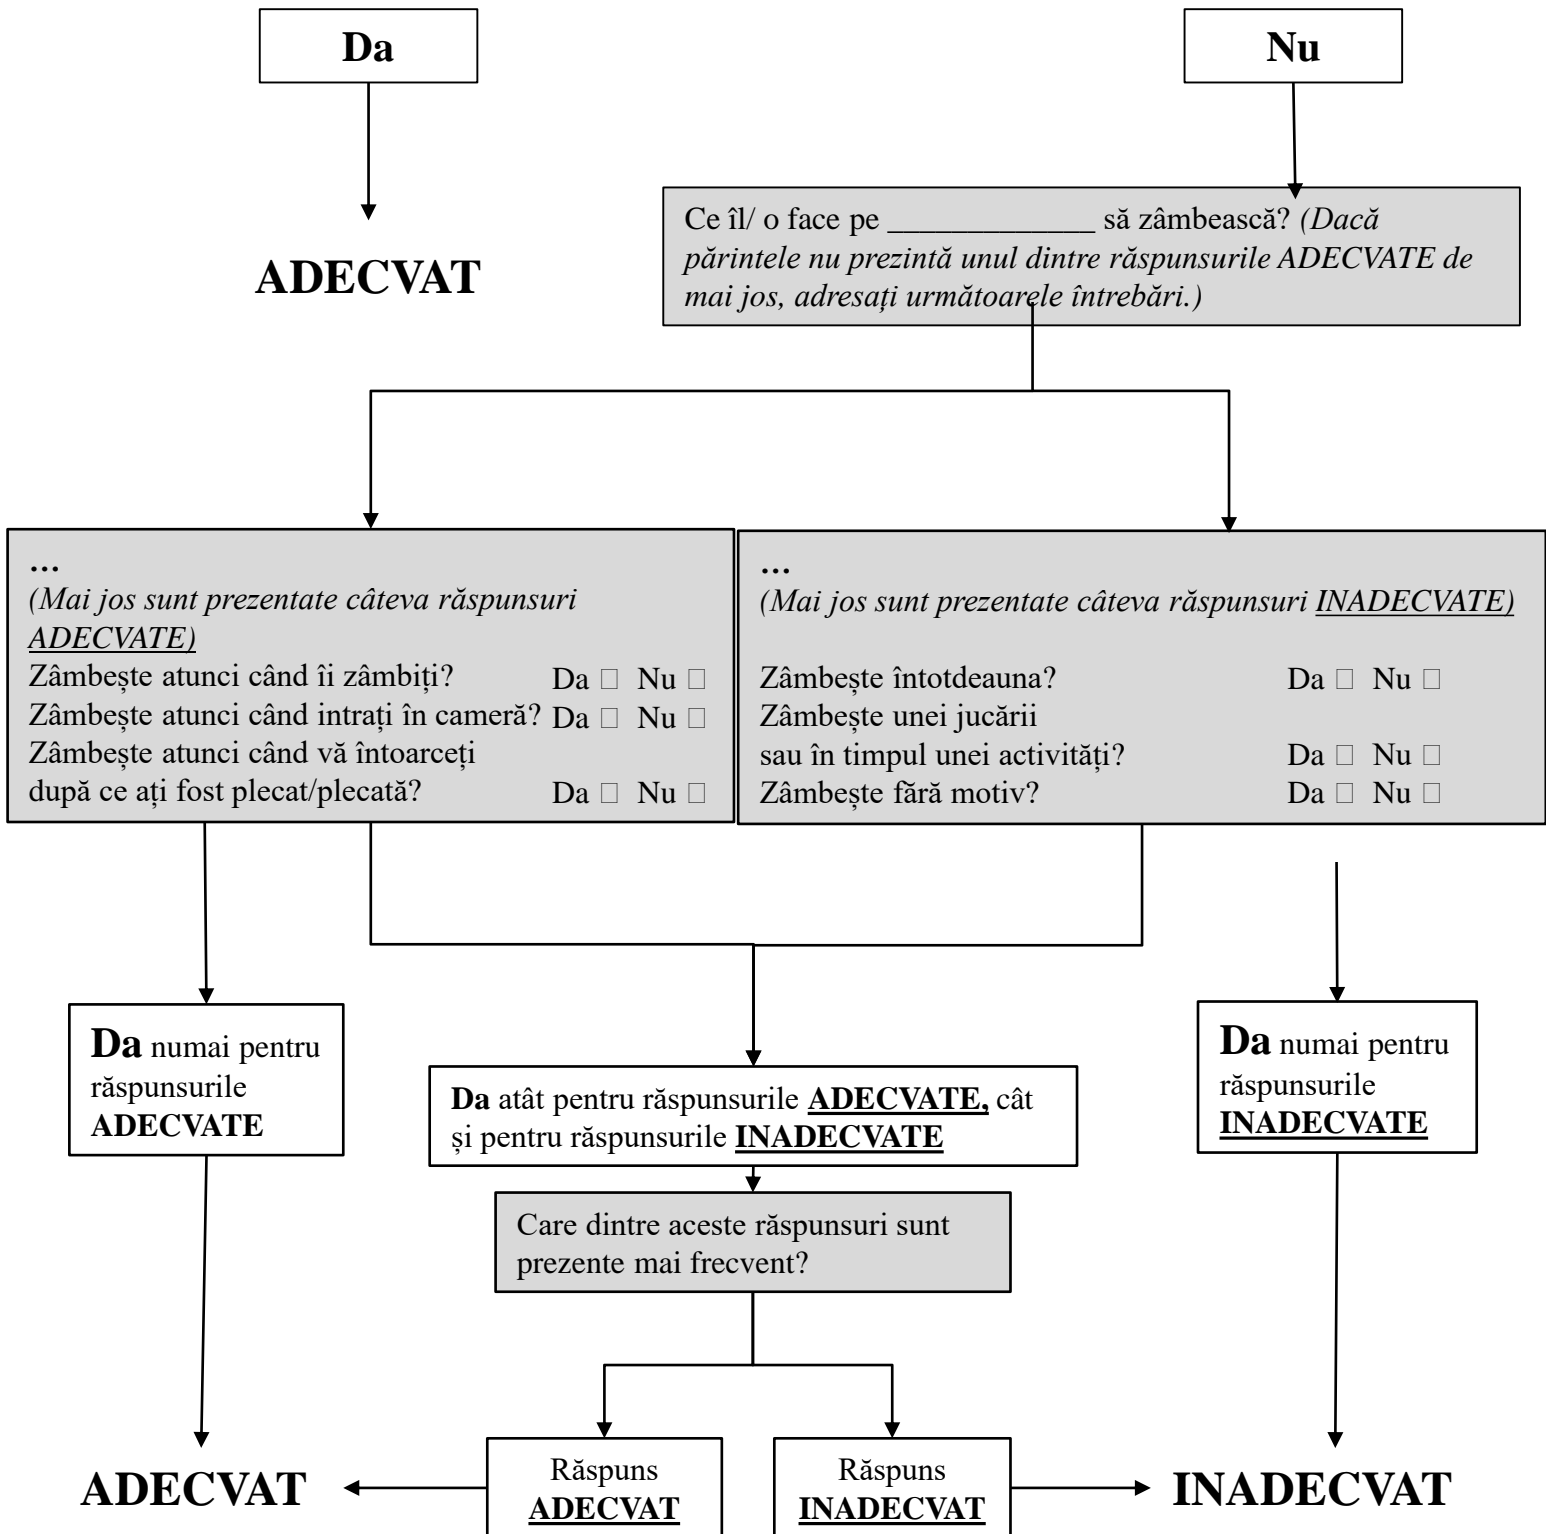 Da
Nu
Ce îl/ o face pe _____________ să zâmbească? (Dacă
părintele nu prezintă unul dintre răspunsurile ADECVATE de
mai jos, adresați următoarele întrebări.)
ADECVAT
…
(Mai jos sunt prezentate câteva răspunsuri
ADECVATE)
Zâmbește atunci când îi zâmbiți? Da □ Nu □
Zâmbește atunci când intrați în cameră? Da □ Nu □
Zâmbește atunci când vă întoarceți
după ce ați fost plecat/plecată? Da □ Nu □
…
(Mai jos sunt prezentate câteva răspunsuri INADECVATE)
Zâmbește întotdeauna? Da □ Nu □
Zâmbește unei jucării
sau în timpul unei activități? Da □ Nu □
Zâmbește fără motiv? Da □ Nu □
Da numai pentru
răspunsurile
ADECVATE
Da atât pentru răspunsurile ADECVATE, cât
și pentru răspunsurile INADECVATE
Da numai pentru
răspunsurile
INADECVATE
Care dintre aceste răspunsuri sunt
prezente mai frecvent?
ADECVAT
Răspuns
ADECVAT
Răspuns
INADECVAT
INADECVAT